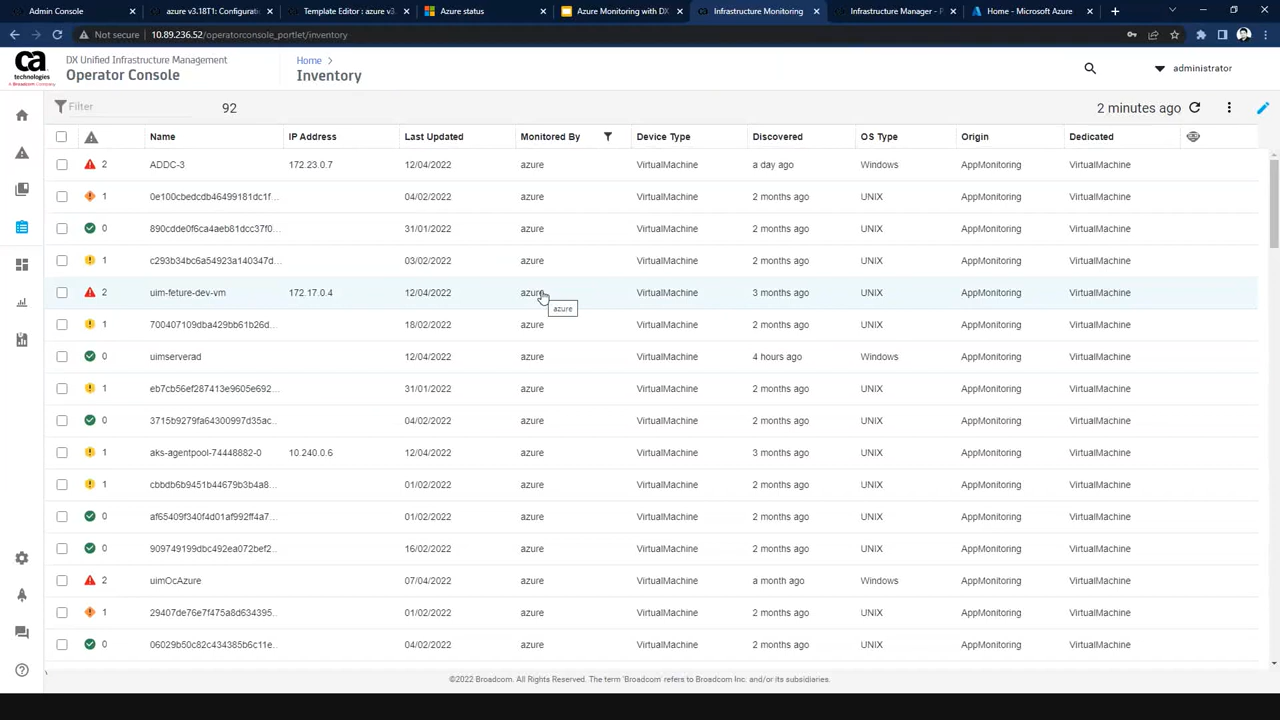 Admin Console
azure v3.18T1: Configurati
Template Editor : azure v3.
Azure status
Azure Monitoring with DX
Infrastructure Monitoring
Infrastructure Manager - F
Home - Microsoft Azure
Not secure | 10.89.236.52/operatorconsole_portlet/inventory
ca
technologies
A Broadcom Company
DX Unified Infrastructure Management
Operator Console
Home >
Inventory
administrator
Filter
92
2 minutes ago
Name IP Address Last Updated Monitored By Device Type Discovered OS Type Origin Dedicated
2 ADDC-3 172.23.0.7 12/04/2022 azure VirtualMachine a day ago Windows AppMonitoring VirtualMachine
1 0e100cbedcdb46499181dc1f... 04/02/2022 azure VirtualMachine 2 months ago UNIX AppMonitoring VirtualMachine
0 890cdde0f6ca4aeb81dcc37f0... 31/01/2022 azure VirtualMachine 2 months ago UNIX AppMonitoring VirtualMachine
1 c293b34bc6a54923a140347d... 03/02/2022 azure VirtualMachine 2 months ago UNIX AppMonitoring VirtualMachine
2 uim-feture-dev-vm 172.17.0.4 12/04/2022 azure VirtualMachine 3 months ago UNIX AppMonitoring VirtualMachine
azure
1 700407109dba429bb61b26d... 18/02/2022 azure VirtualMachine 2 months ago UNIX AppMonitoring VirtualMachine
0 uimserverad 12/04/2022 azure VirtualMachine 4 hours ago Windows AppMonitoring VirtualMachine
1 eb7cb56ef287413e9605e692... 31/01/2022 azure VirtualMachine 2 months ago UNIX AppMonitoring VirtualMachine
0 3715b9279fa64300997d35ac... 04/02/2022 azure VirtualMachine 2 months ago UNIX AppMonitoring VirtualMachine
1 aks-agentpool-74448882-0 10.240.0.6 12/04/2022 azure VirtualMachine 3 months ago UNIX AppMonitoring VirtualMachine
1 cbbdb6b9451b44679b3b4a8... 01/02/2022 azure VirtualMachine 2 months ago UNIX AppMonitoring VirtualMachine
0 af65409f340f4d01af992ff4a7... 01/02/2022 azure VirtualMachine 2 months ago UNIX AppMonitoring VirtualMachine
0 909749199dbc492ea072bef2... 16/02/2022 azure VirtualMachine 2 months ago UNIX AppMonitoring VirtualMachine
2 uimOcAzure 07/04/2022 azure VirtualMachine a month ago Windows AppMonitoring VirtualMachine
1 29407de76e7f475a8d634395... 01/02/2022 azure VirtualMachine 2 months ago UNIX AppMonitoring VirtualMachine
0 06029b50c82c434385b6c11e... 04/02/2022 azure VirtualMachine 2 months ago UNIX AppMonitoring VirtualMachine
©2022 Broadcom. All Rights Reserved. The term 'Broadcom' refers to Broadcom Inc. and/or its subsidiaries.